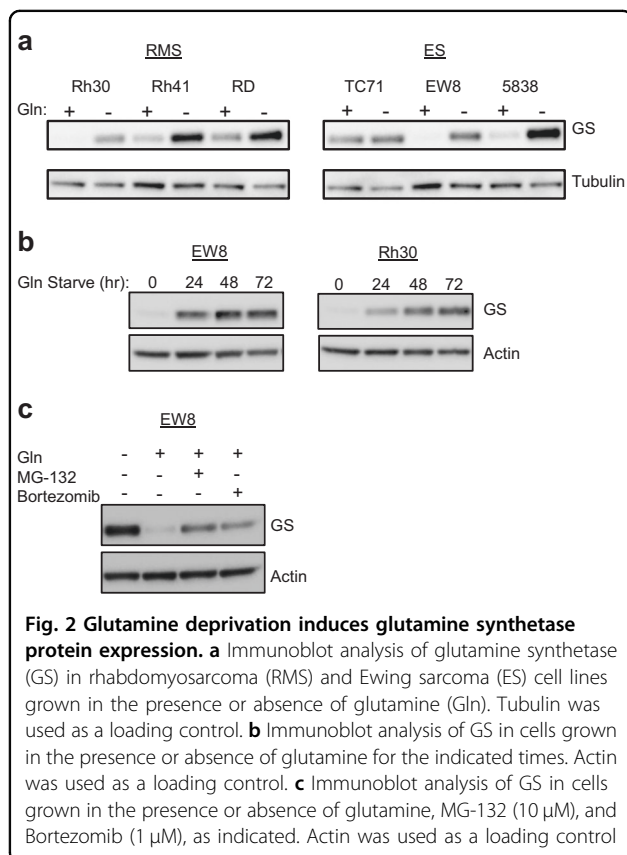 a
RMS ES
Rh30 Rh41 RD TC71 EW8 5838
Gln: + - + - + - + - + - + -
GS
Tubulin
b
EW8 Rh30
Gln Starve (hr): 0 24 48 72 0 24 48 72
GS
Actin
c
EW8
Gln - + + +
MG-132 - - + -
Bortezomib - - - +
GS
Actin
Fig. 2 Glutamine deprivation induces glutamine synthetase
protein expression. a Immunoblot analysis of glutamine synthetase
(GS) in rhabdomyosarcoma (RMS) and Ewing sarcoma (ES) cell lines
grown in the presence or absence of glutamine (Gln). Tubulin was
used as a loading control. b Immunoblot analysis of GS in cells grown
in the presence or absence of glutamine for the indicated times. Actin
was used as a loading control. c Immunoblot analysis of GS in cells
grown in the presence or absence of glutamine, MG-132 (10 μM), and
Bortezomib (1 μM), as indicated. Actin was used as a loading control